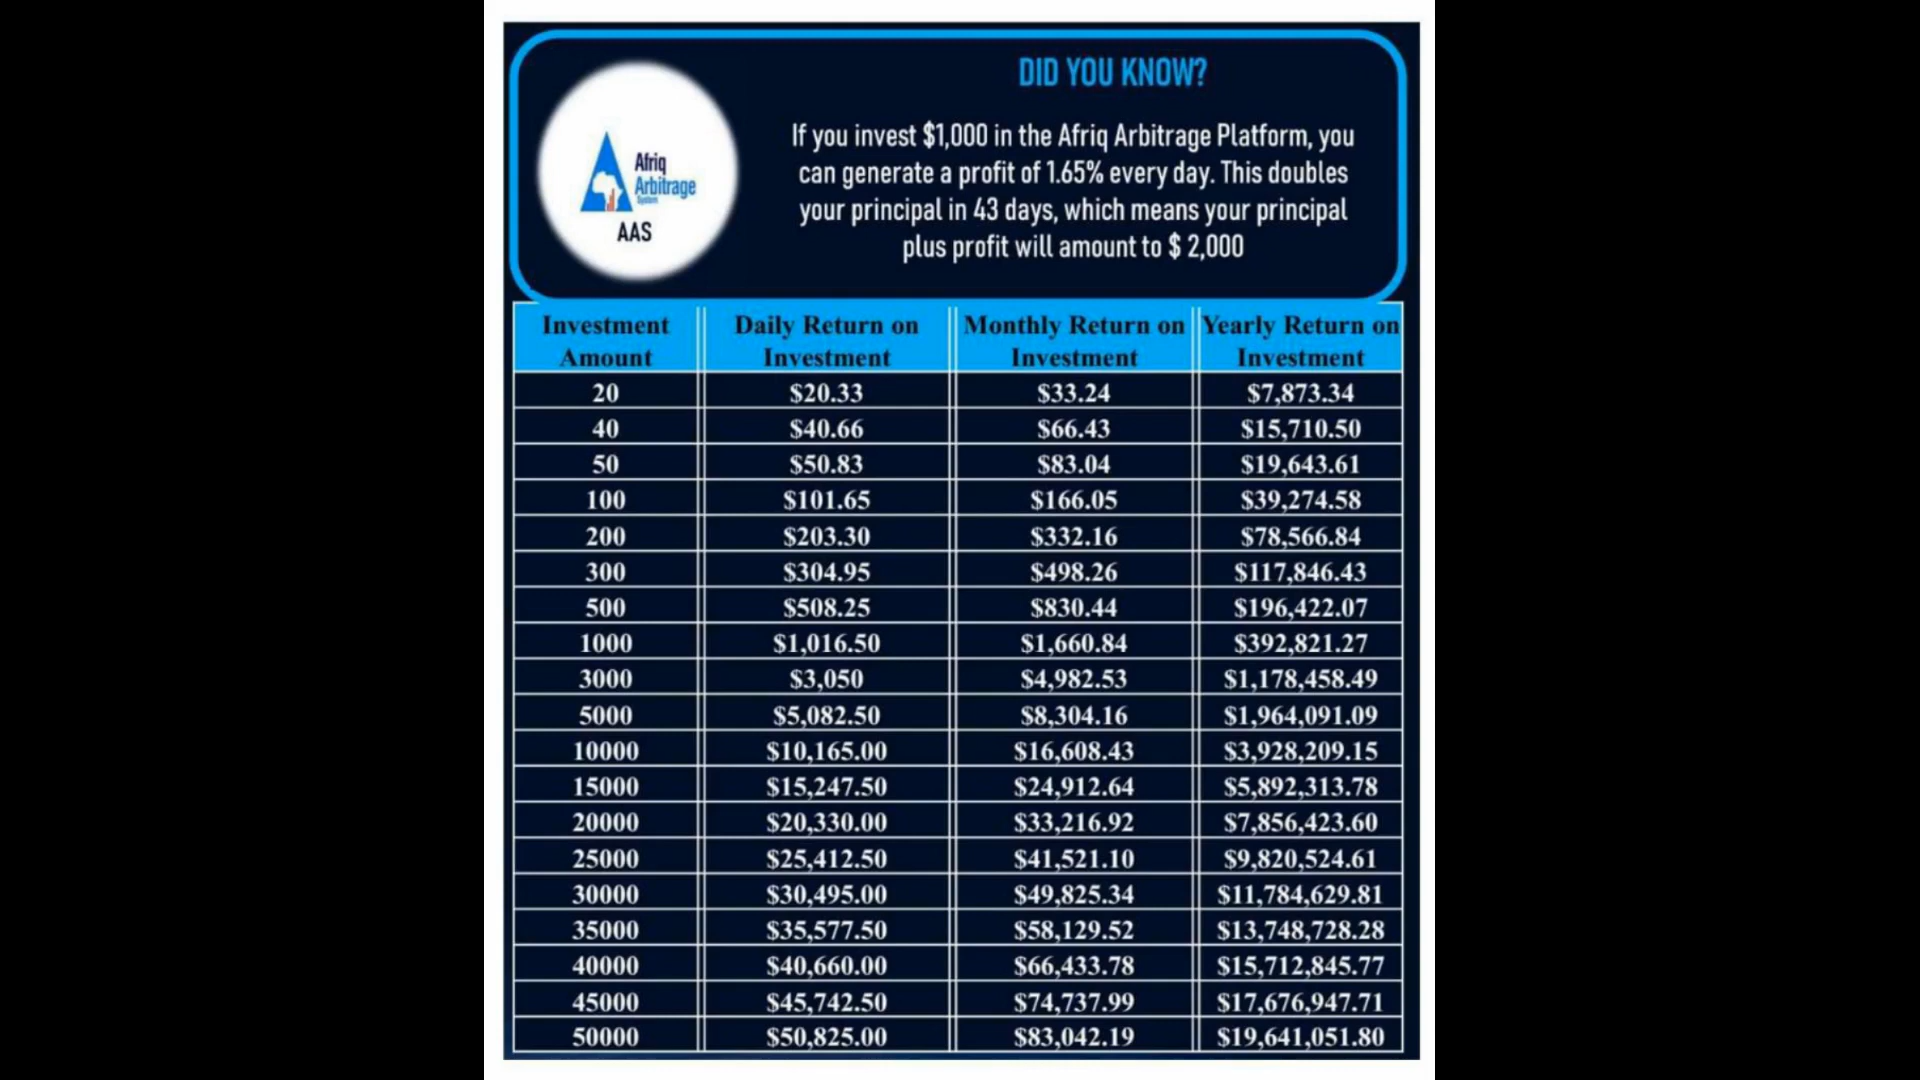 DID YOU KNOW?
If you invest $1,000 in the Afriq Arbitrage Platform, you
can generate a profit of 1.65% every day. This doubles
your principal in 43 days, which means your principal
plus profit will amount to $ 2,000
Afriq
Arbitrage
System
AAS
Investment Amount Daily Return on Investment Monthly Return on Investment Yearly Return on Investment
20 $20.33 $33.24 $7,873.34
40 $40.66 $66.43 $15,710.50
50 $50.83 $83.04 $19,643.61
100 $101.65 $166.05 $39,274.58
200 $203.30 $332.16 $78,566.84
300 $304.95 $498.26 $117,846.43
500 $508.25 $830.44 $196,422.07
1000 $1,016.50 $1,660.84 $392,821.27
3000 $3,050 $4,982.53 $1,178,458.49
5000 $5,082.50 $8,304.16 $1,964,091.09
10000 $10,165.00 $16,608.43 $3,928,209.15
15000 $15,247.50 $24,912.64 $5,892,313.78
20000 $20,330.00 $33,216.92 $7,856,423.60
25000 $25,412.50 $41,521.10 $9,820,524.61
30000 $30,495.00 $49,825.34 $11,784,629.81
35000 $35,577.50 $58,129.52 $13,748,728.28
40000 $40,660.00 $66,433.78 $15,712,845.77
45000 $45,742.50 $74,737.99 $17,676,947.71
50000 $50,825.00 $83,042.19 $19,641,051.80